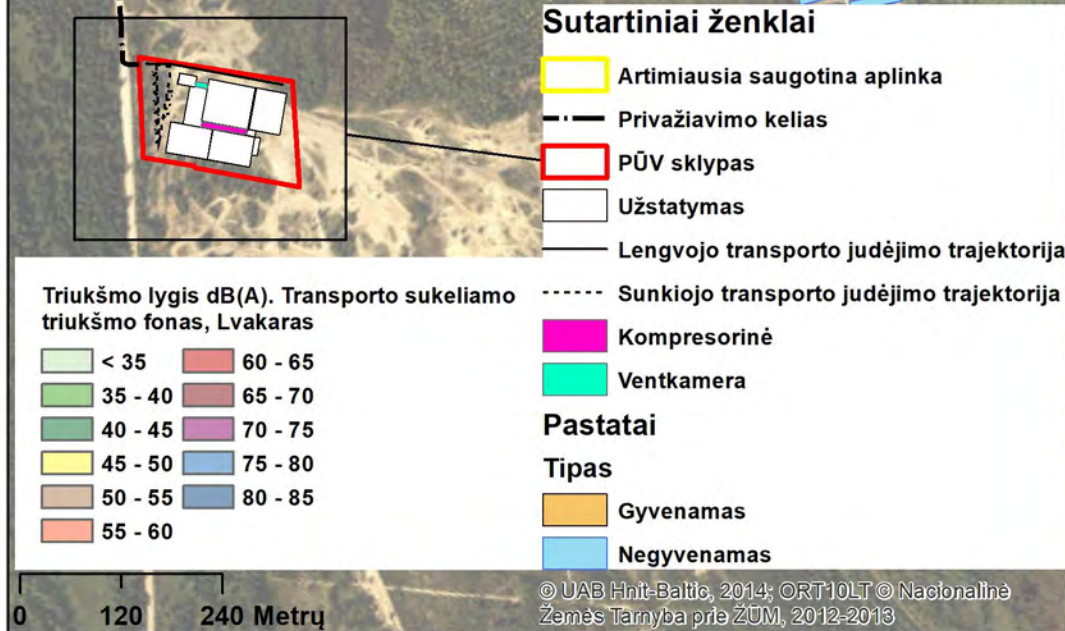 Sutartiniai ženklai
Artimiausia saugotina aplinka
Privažiavimo kelias
PŪV sklypas
Užstatymas
Lengvojo transporto judėjimo trajektorija
Sunkiojo transporto judėjimo trajektorija
Kompresorinė
Ventkamera
Pastatai
Tipas
Gyvenamas
Negyvenamas
Triukšmo lygis dB(A). Transporto sukeliamo
triukšmo fonas, Lvakaras
< 35
35 - 40
40 - 45
45 - 50
50 - 55
55 - 60
60 - 65
65 - 70
70 - 75
75 - 80
80 - 85
0 120 240 Metrų
© UAB Hnit-Baltic, 2014; ORT10LT © Nacionalinė
Žemės Tarnyba prie ŽŪM, 2012-2013